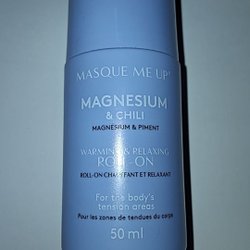 MASQUE ME UP®
MAGNESIUM
& CHILI
MAGNESIUM & PIMENT
WARMING & RELAXING
ROLL-ON
ROLL-ON CHAUFFANT ET RELAXANT
For the body's
tension areas
Pour les zones de tendues du corps
50 ml